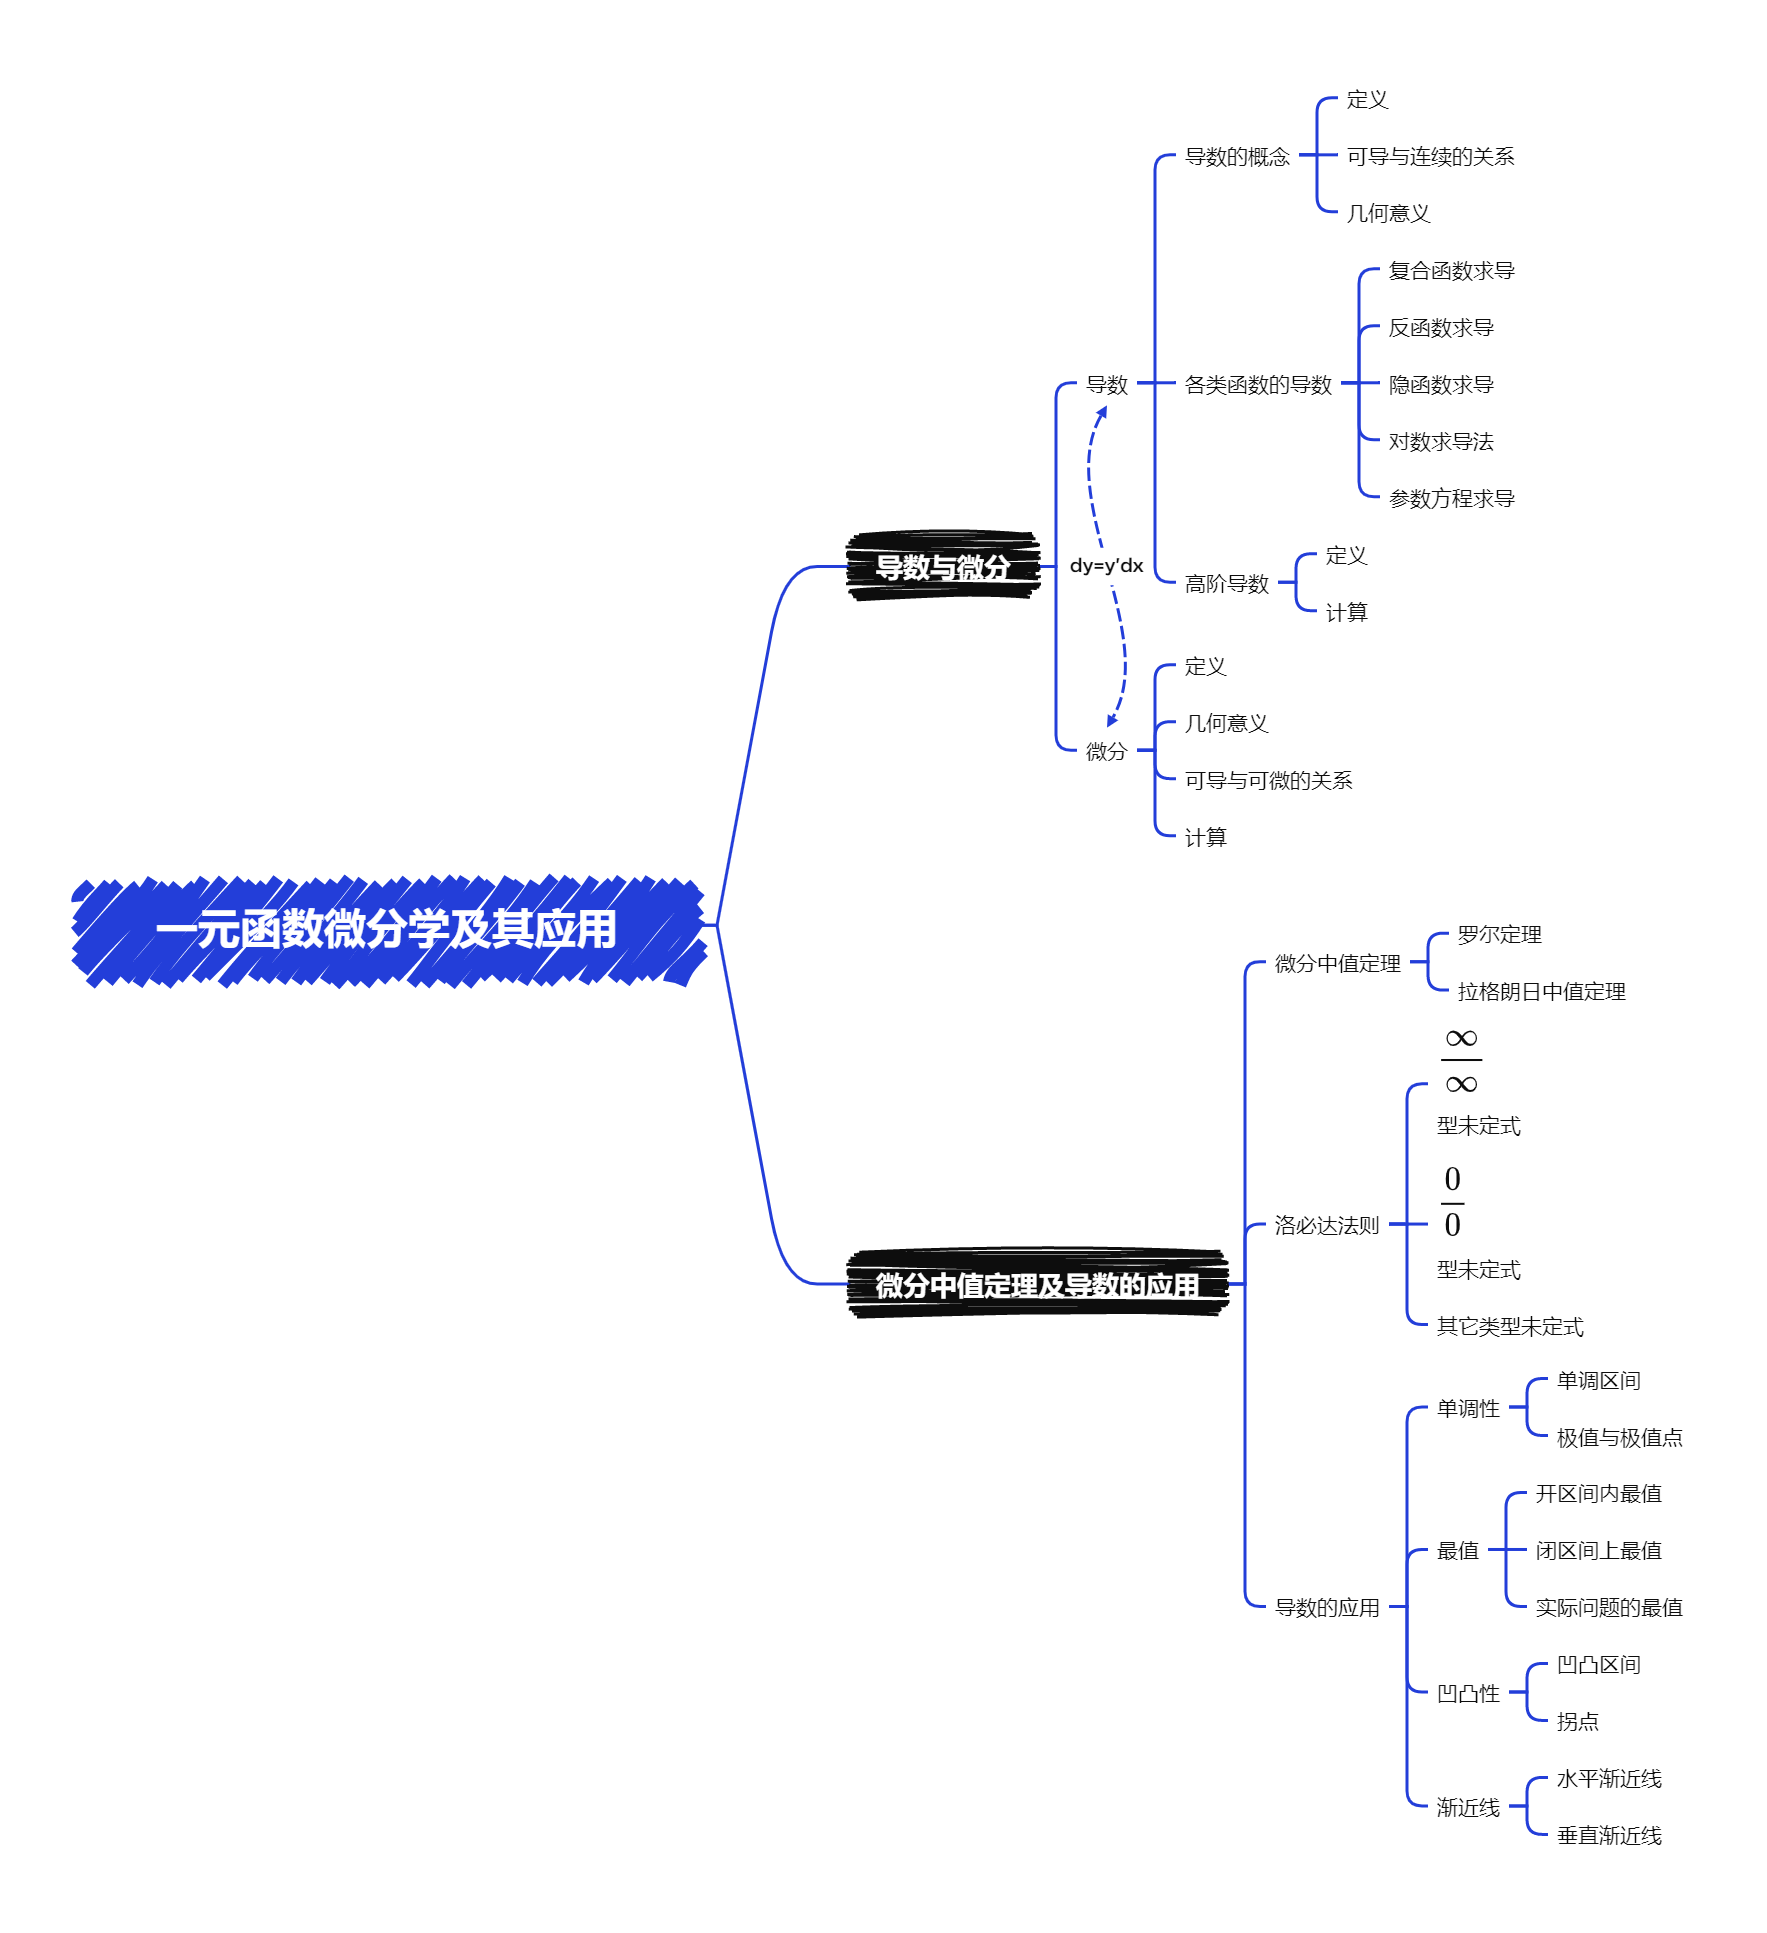 定义
导数的概念
可导与连续的关系
几何意义
复合函数求导
反函数求导
导数
各类函数的导数
隐函数求导
对数求导法
参数方程求导
导数与微分
dy=y'dx
定义
高阶导数
计算
定义
几何意义
微分
可导与可微的关系
计算
一元函数微分学及其应用
罗尔定理
微分中值定理
拉格朗日中值定理
∞
∞
型未定式
0
洛必达法则
0
型未定式
微分中值定理及导数的应用
其它类型未定式
单调区间
单调性
极值与极值点
开区间内最值
最值
闭区间上最值
导数的应用
实际问题的最值
凹凸区间
凹凸性
拐点
水平渐近线
渐近线
垂直渐近线